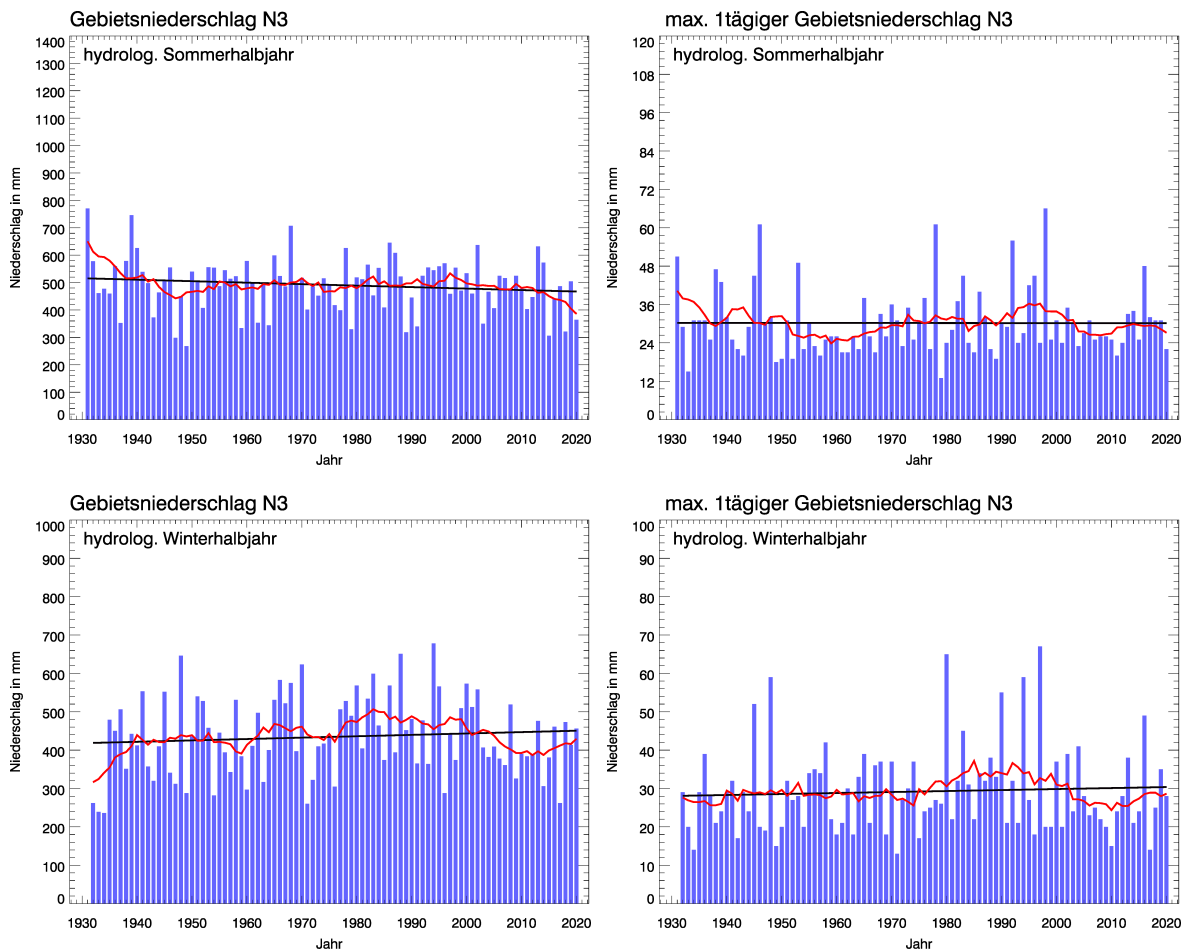 Gebietsniederschlag N3
hydrolog. Sommerhalbjahr
Niederschlag in mm
1400
1300
1200
1100
1000
900
800
700
600
500
400
300
200
100
0
1930 1940 1950 1960 1970 1980 1990 2000 2010 2020
Jahr
max. 1tägiger Gebietsniederschlag N3
hydrolog. Sommerhalbjahr
Niederschlag in mm
120
108
96
84
72
60
48
36
24
12
0
1930 1940 1950 1960 1970 1980 1990 2000 2010 2020
Jahr
Gebietsniederschlag N3
hydrolog. Winterhalbjahr
Niederschlag in mm
1000
900
800
700
600
500
400
300
200
100
0
1930 1940 1950 1960 1970 1980 1990 2000 2010 2020
Jahr
max. 1tägiger Gebietsniederschlag N3
hydrolog. Winterhalbjahr
Niederschlag in mm
100
90
80
70
60
50
40
30
20
10
0
1930 1940 1950 1960 1970 1980 1990 2000 2010 2020
Jahr